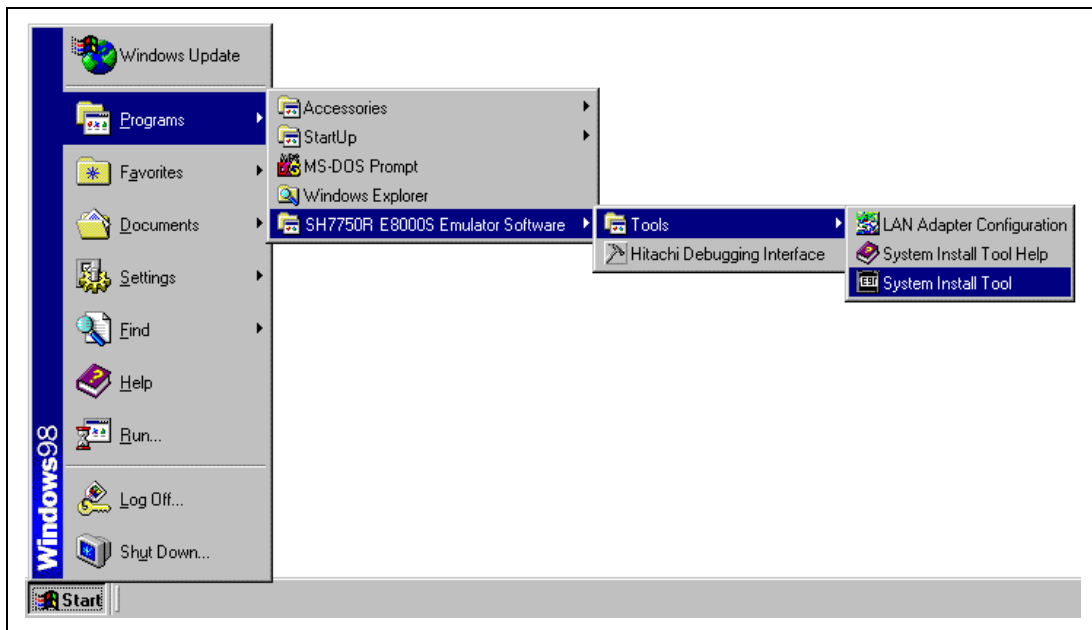 Windows Update
Programs
Favorites
Documents
Settings
Find
Help
Run...
Log Off...
Shut Down...
Windows98
Start
Accessories
StartUp
MS-DOS Prompt
Windows Explorer
SH7750R E8000S Emulator Software
Tools
Hitachi Debugging Interface
LAN Adapter Configuration
System Install Tool Help
System Install Tool